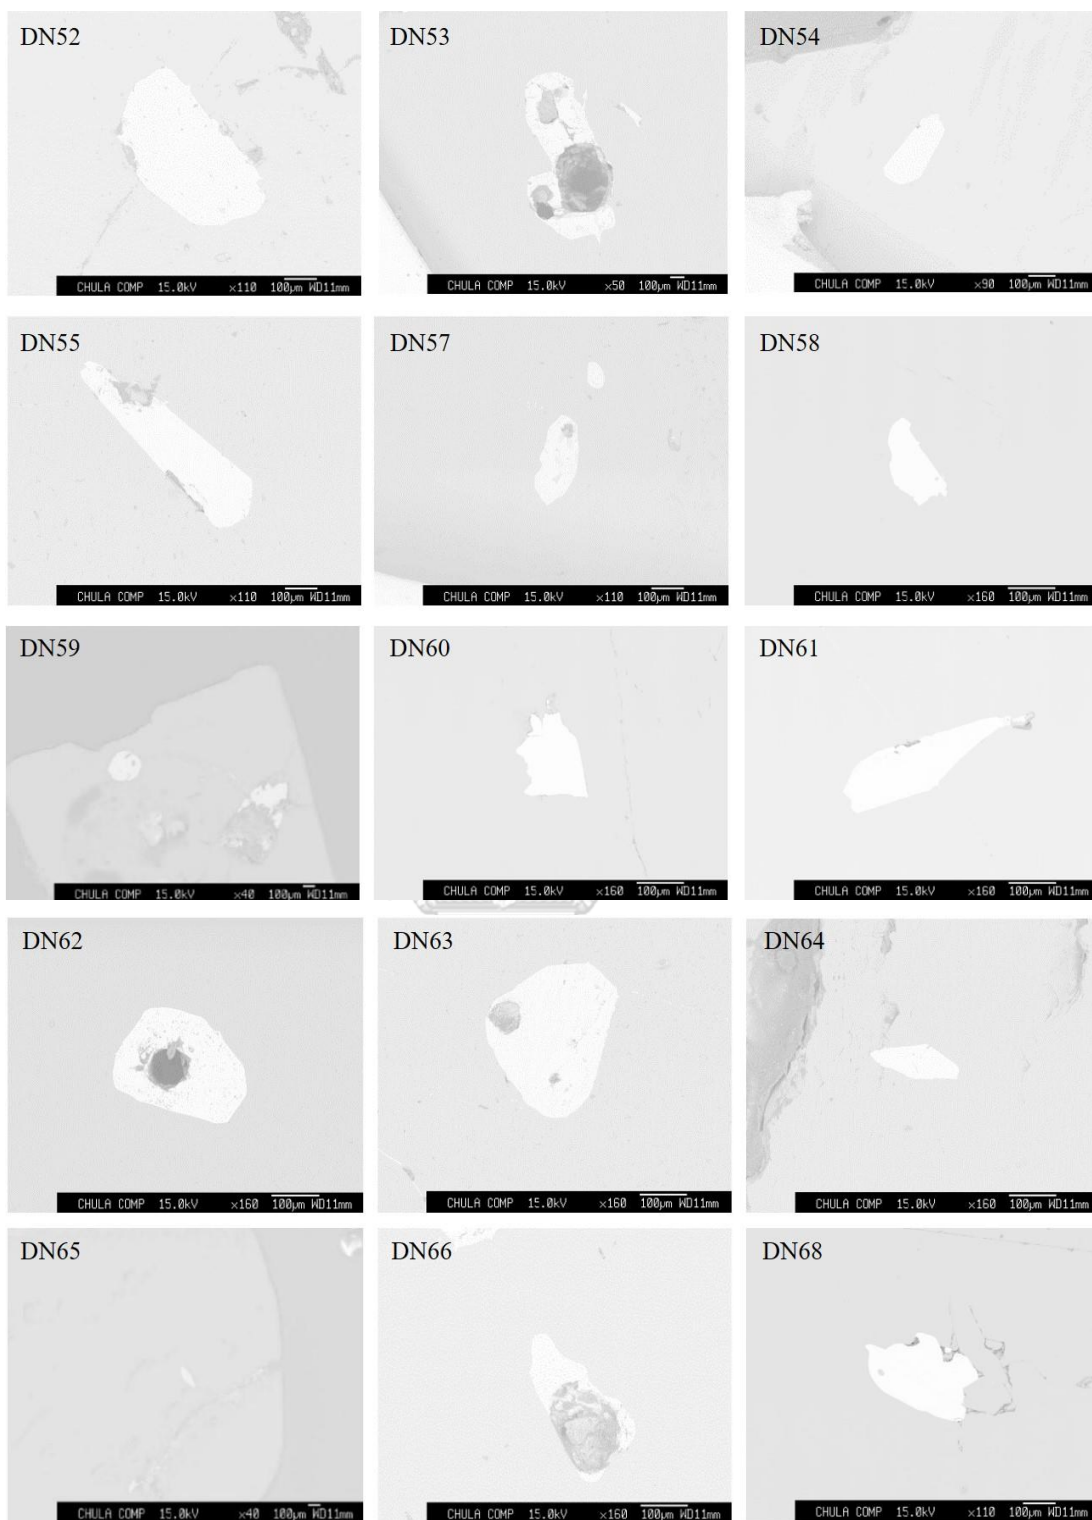 DN52 DN53 DN54
CHULA COMP 15.0kV ×110 100μm WD11mm CHULA COMP 15.0kV ×50 100μm WD11mm CHULA COMP 15.0kV ×90 100μm WD11mm
DN55 DN57 DN58
CHULA COMP 15.0kV ×110 100μm WD11mm CHULA COMP 15.0kV ×110 100μm WD11mm CHULA COMP 15.0kV ×160 100μm WD11mm
DN59 DN60 DN61
CHULA COMP 15.0kV ×40 100μm WD11mm CHULA COMP 15.0kV ×160 100μm WD11mm CHULA COMP 15.0kV ×160 100μm WD11mm
DN62 DN63 DN64
CHULA COMP 15.0kV ×160 100μm WD11mm CHULA COMP 15.0kV ×160 100μm WD11mm CHULA COMP 15.0kV ×160 100μm WD11mm
DN65 DN66 DN68
CHULA COMP 15.0kV ×40 100μm WD11mm CHULA COMP 15.0kV ×160 100μm WD11mm CHULA COMP 15.0kV ×110 100μm WD11mm